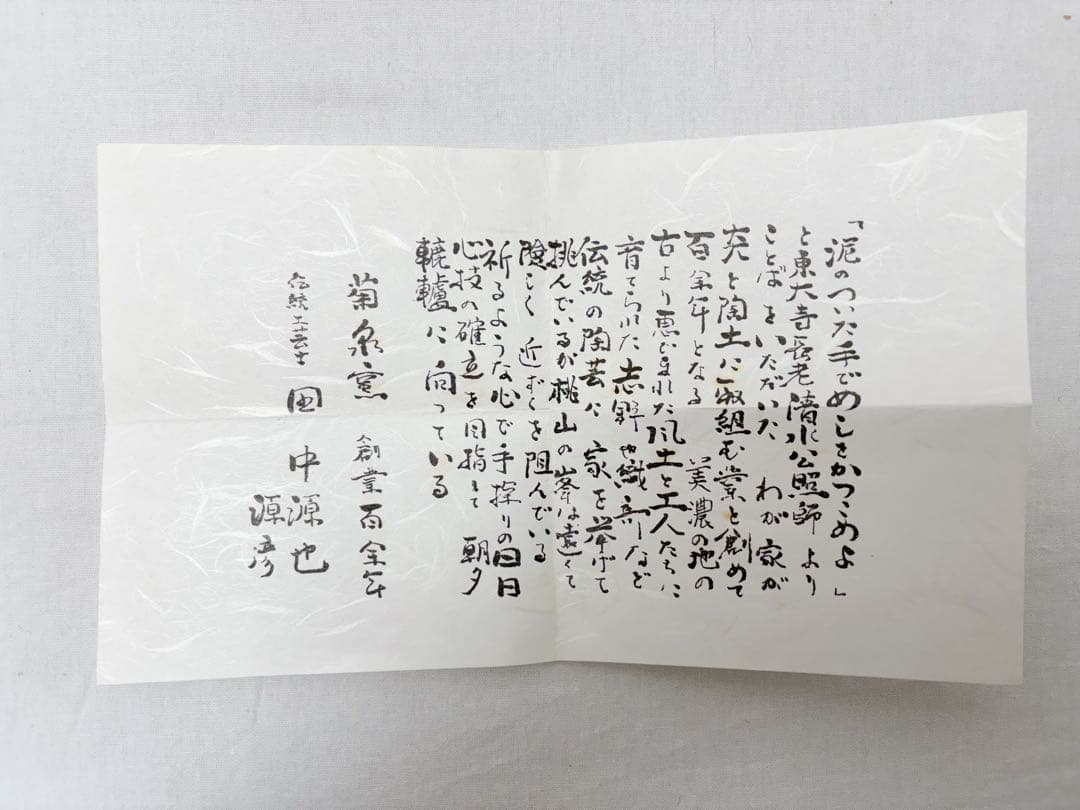 「泥のついた手でめしをかっこめよ」
と東大寺長老清水公照師より
ことばをいただいた わが家が
炎と陶土に取組む業を創めて
百余年となる 美濃の地の
古より恵まれた風土と工人たちに
育てられた志野 織部など
伝統の陶芸に家を挙げて
挑んでいるが桃山の峯は遠くて
険しく 近ずくを阻んでいる
祈るような心で手探りの毎日
心技の確立を目指して 朝夕
轆轤に向っている
菊泉窯 創業百余年
伝統工芸士 田中源也
源彦